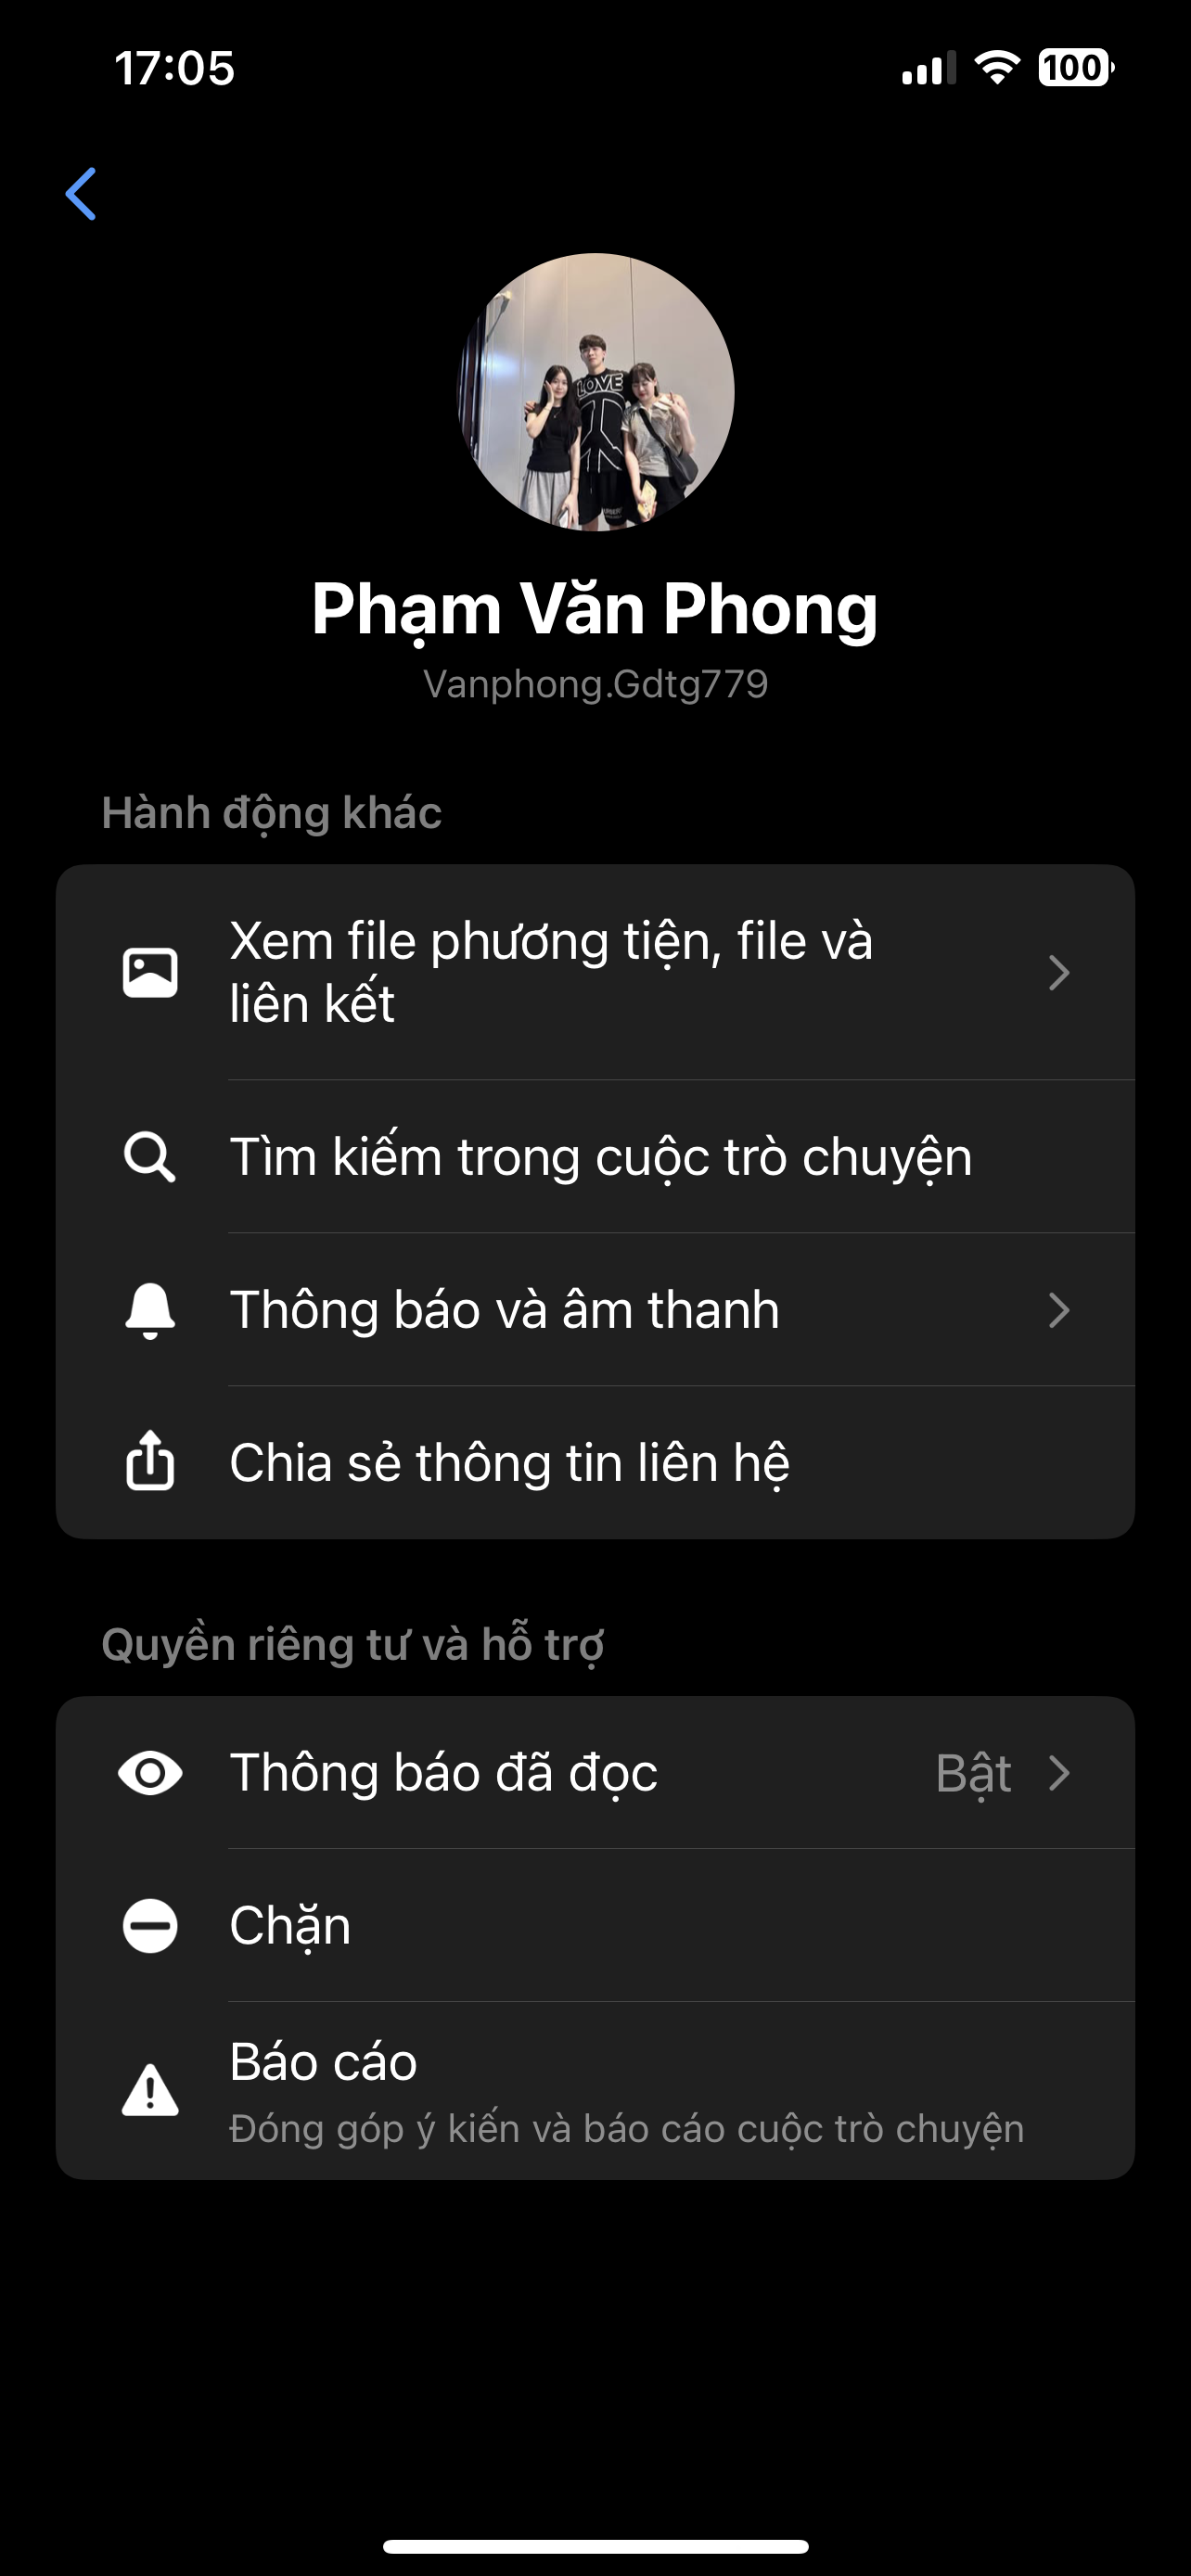 17:05
100
LOVE
Phạm Văn Phong
Vanphong.Gdtg779
Hành động khác
Xem file phương tiện, file và
liên kết
Tìm kiếm trong cuộc trò chuyện
Thông báo và âm thanh
Chia sẻ thông tin liên hệ
Quyền riêng tư và hỗ trợ
Thông báo đã đọc Bật
Chặn
Báo cáo
Đóng góp ý kiến và báo cáo cuộc trò chuyện